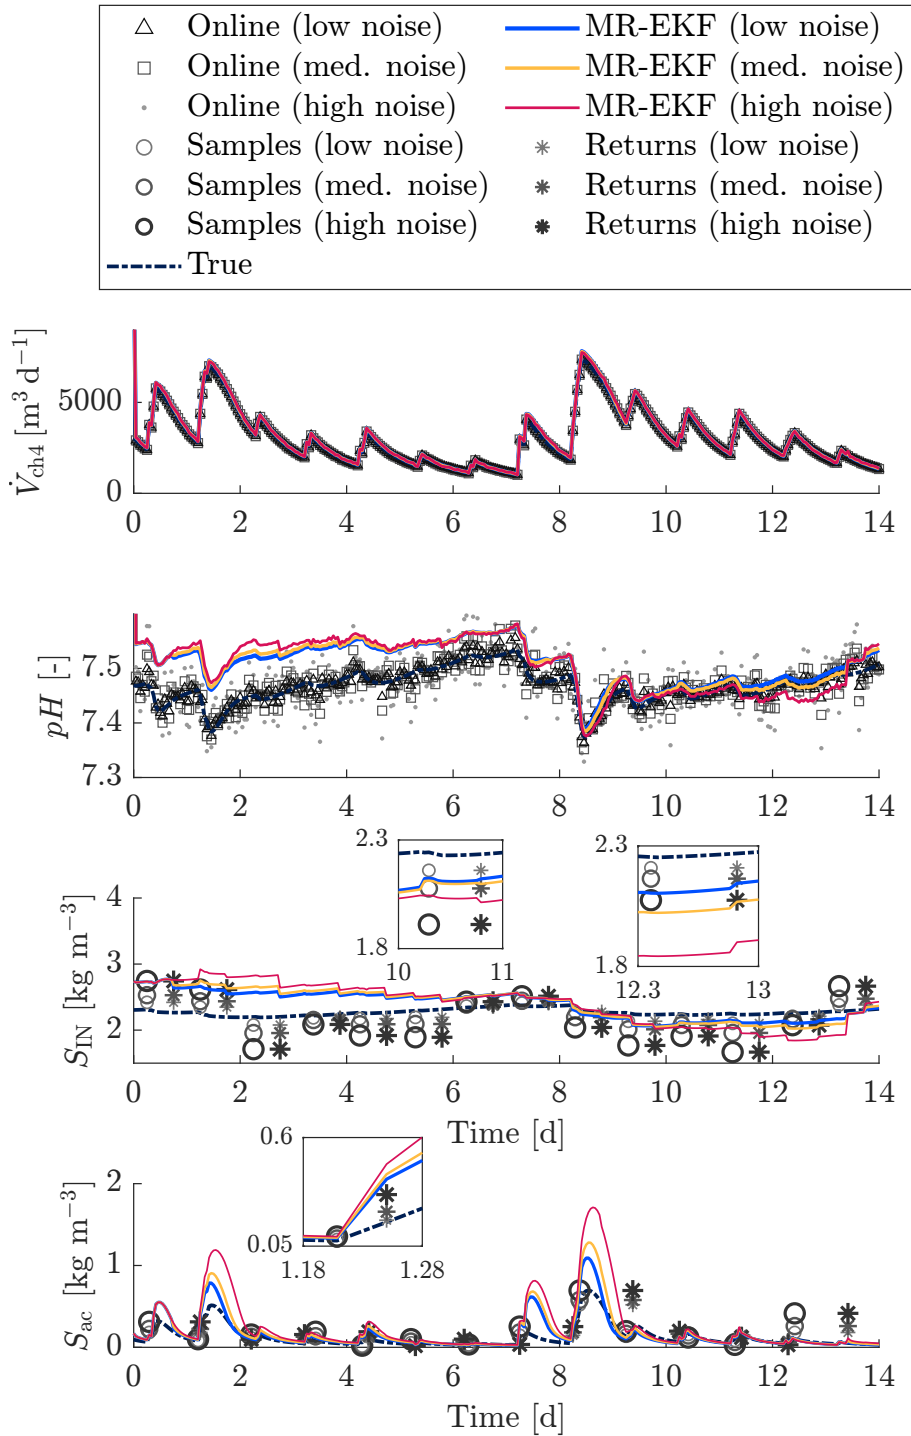 Online (low noise) MR-EKF (low noise)
Online (med. noise) MR-EKF (med. noise)
Online (high noise) MR-EKF (high noise)
Samples (low noise) Returns (low noise)
Samples (med. noise) Returns (med. noise)
Samples (high noise) Returns (high noise)
True
V̇ch4 [m³ d⁻¹]
5000
0
0 2 4 6 8 10 12 14
pH [-]
7.5
7.4
7.3
0 2 4 6 8 10 12 14
2.3
1.8
10 11
2.3
1.8
12.3 13
SIN [kg m⁻³]
4
3
2
0 2 4 6 8 10 12 14
Time [d]
0.6
0.05
1.18 1.28
Sac [kg m⁻³]
2
1
0
0 2 4 6 8 10 12 14
Time [d]